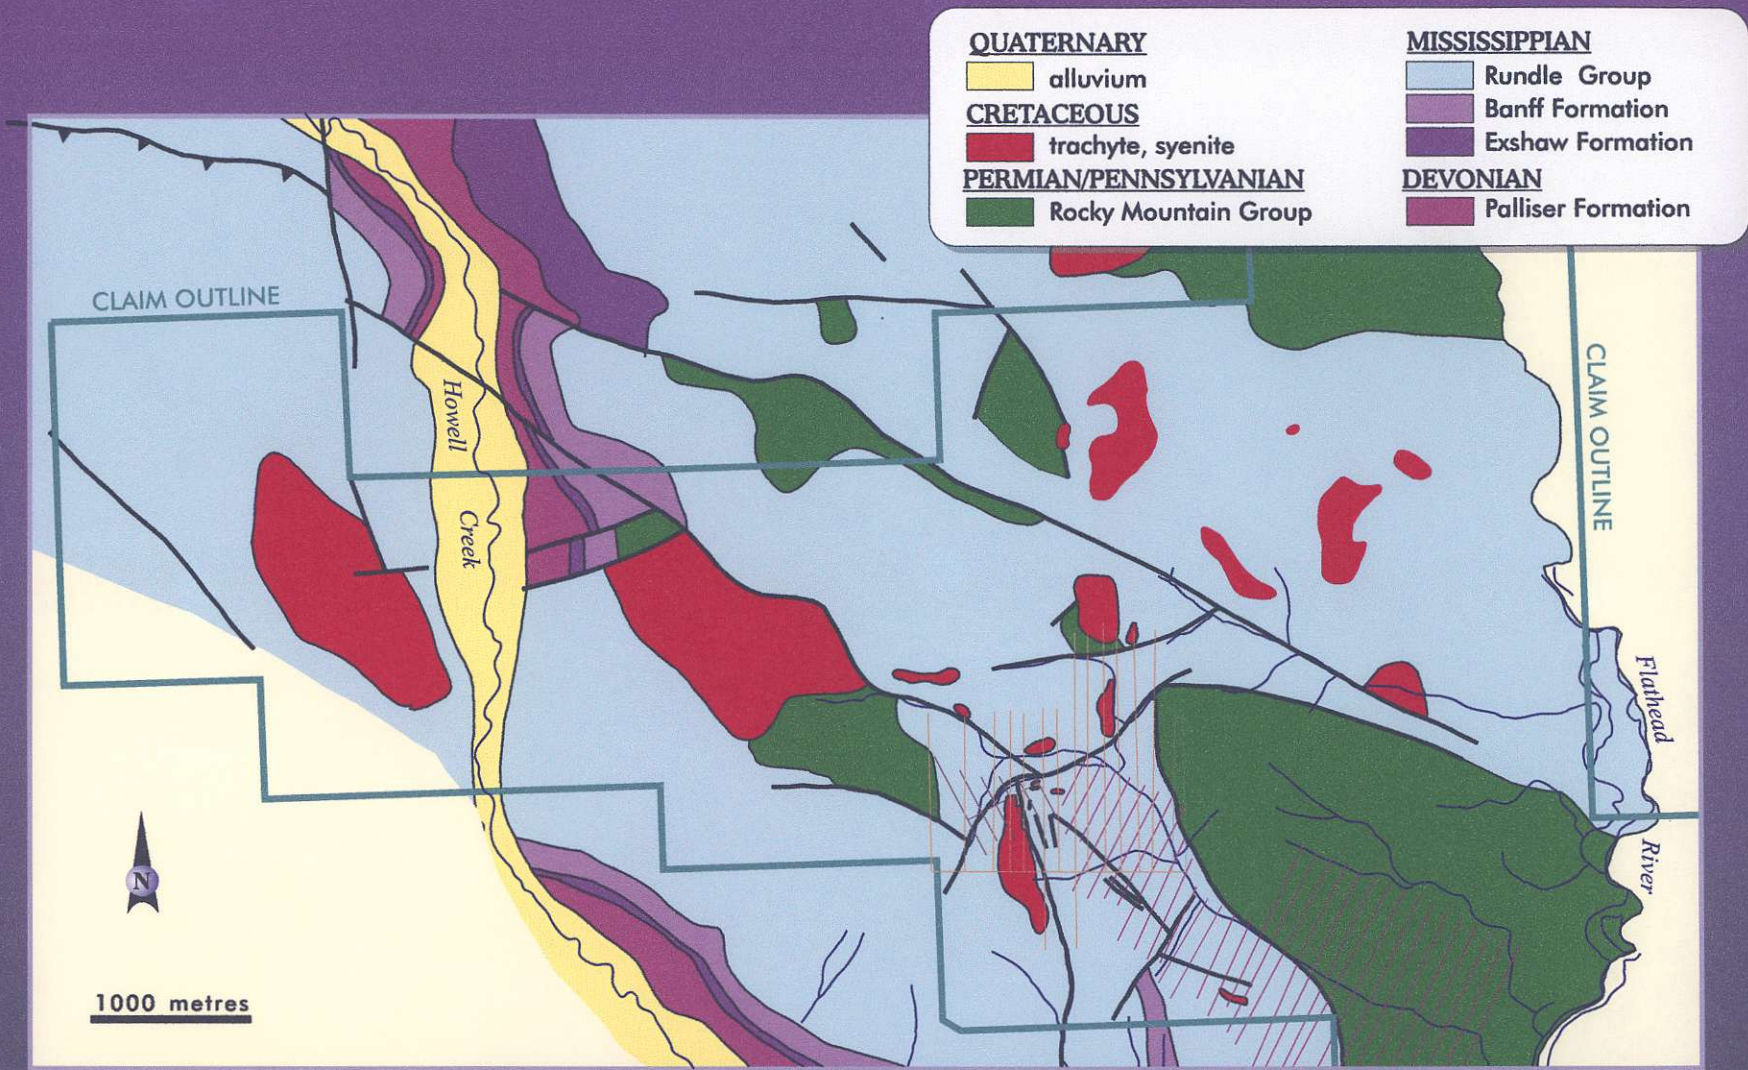 QUATERNARY
alluvium
CRETACEOUS
trachyte, syenite
PERMIAN/PENNSYLVANIAN
Rocky Mountain Group
MISSISSIPPIAN
Rundle Group
Banff Formation
Exshaw Formation
DEVONIAN
Palliser Formation
CLAIM OUTLINE
CLAIM OUTLINE
Howell
Creek
Flathead
River
N
1000 metres